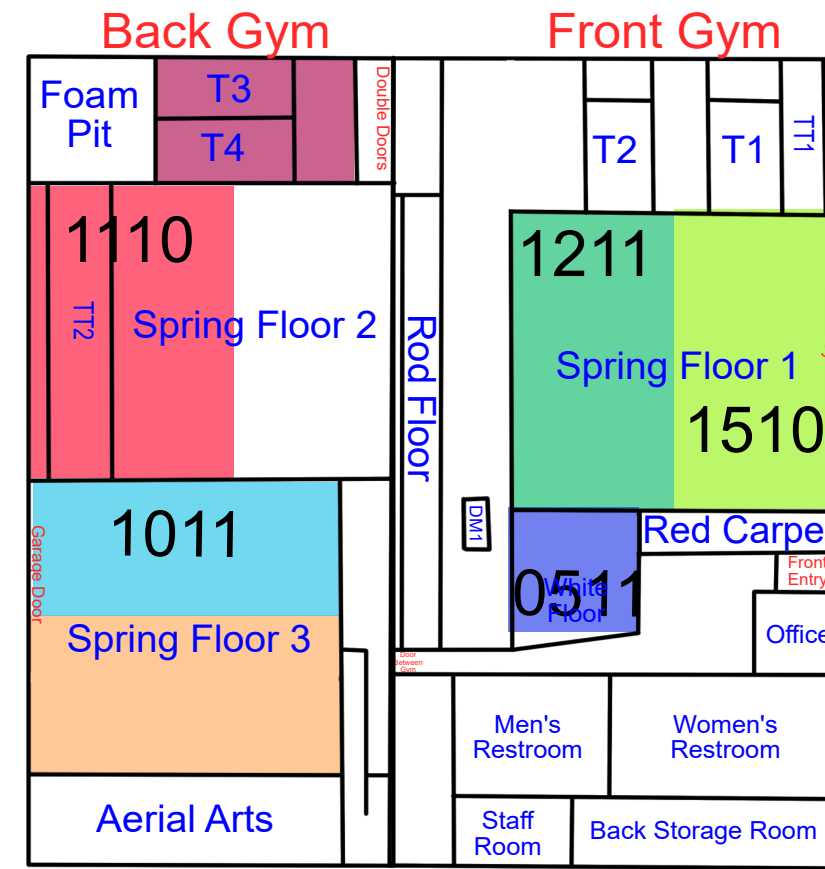 Back Gym
Front Gym
Foam
Pit
T3
T4
Double Doors
T2
T1
TT1
1110
TT2
Spring Floor 2
Rod Floor
1211
Spring Floor 1
1510
DM1
Red Carpe
1011
Garage Door
0511
White
Floor
Front
Entry
Office
Spring Floor 3
Door
Between
Gym
Men's
Restroom
Women's
Restroom
Aerial Arts
Staff
Room
Back Storage Room